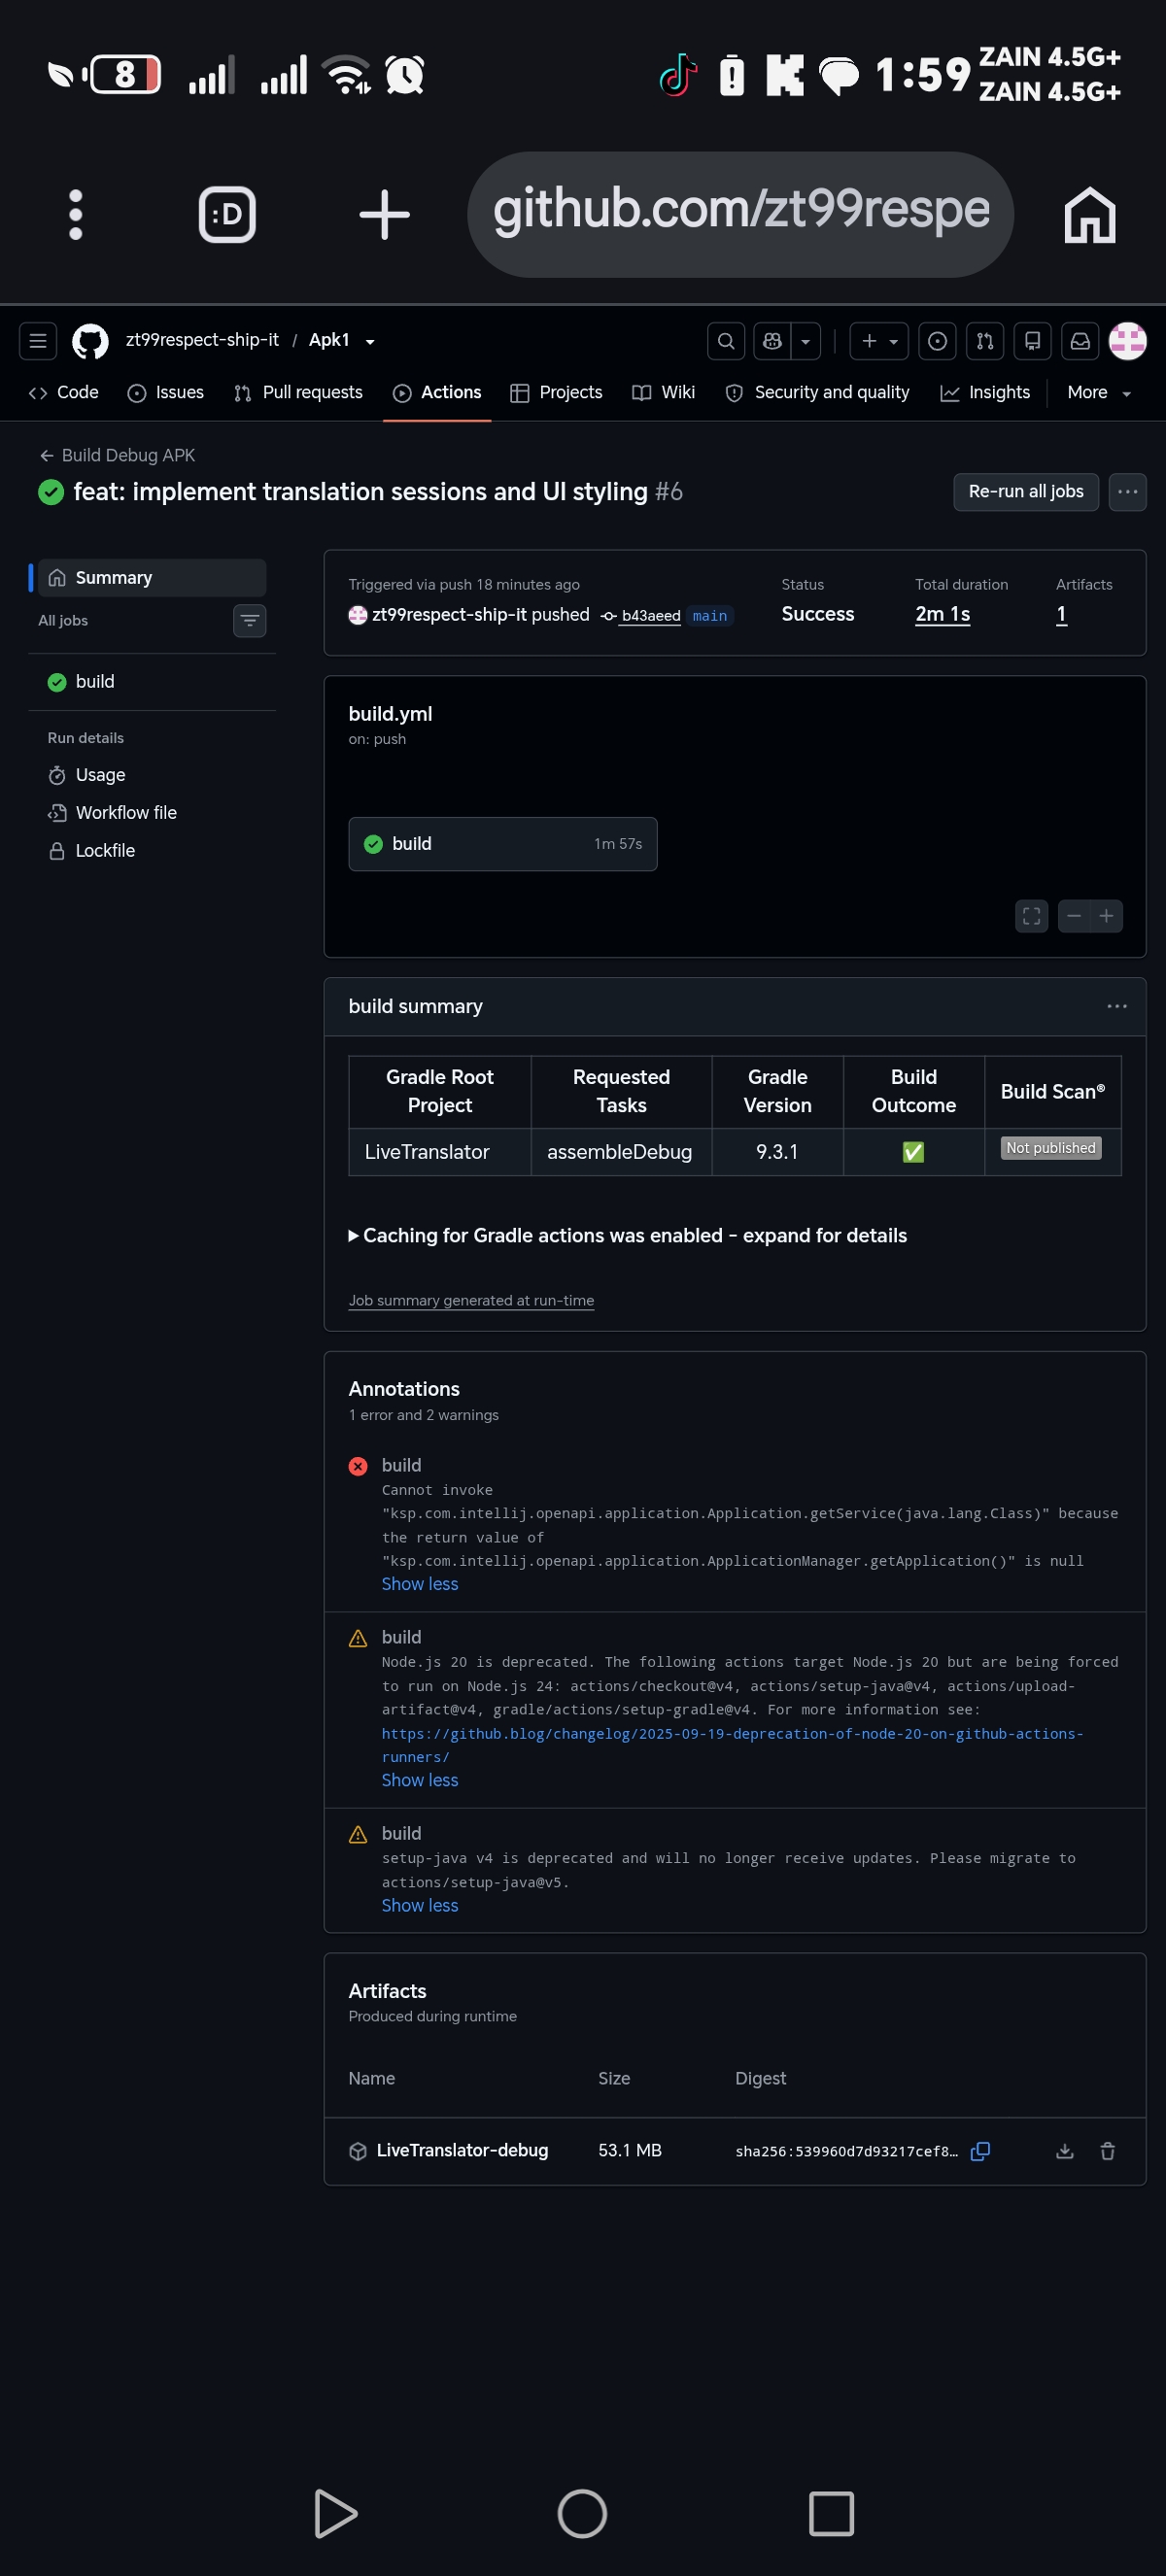 8
1:59
ZAIN 4.5G+
ZAIN 4.5G+
:D
github.com/zt99respe
zt99respect-ship-it / Apk1
Code Issues Pull requests Actions Projects Wiki Security and quality Insights More
Build Debug APK
feat: implement translation sessions and UI styling #6
Re-run all jobs
Summary
All jobs
build
Run details
Usage
Workflow file
Lockfile
Triggered via push 18 minutes ago
zt99respect-ship-it pushed b43aeed main
Status
Success
Total duration
2m 1s
Artifacts
1
build.yml
on: push
build 1m 57s
build summary
Gradle Root Project Requested Tasks Gradle Version Build Outcome Build Scan®
LiveTranslator assembleDebug 9.3.1 ✅ Not published
Caching for Gradle actions was enabled - expand for details
Job summary generated at run-time
Annotations
1 error and 2 warnings
build
Cannot invoke
"ksp.com.intellij.openapi.application.Application.getService(java.lang.Class)" because
the return value of
"ksp.com.intellij.openapi.application.ApplicationManager.getApplication()" is null
Show less
build
Node.js 20 is deprecated. The following actions target Node.js 20 but are being forced
to run on Node.js 24: actions/checkout@v4, actions/setup-java@v4, actions/upload-
artifact@v4, gradle/actions/setup-gradle@v4. For more information see:
https://github.blog/changelog/2025-09-19-deprecation-of-node-20-on-github-actions-
runners/
Show less
build
setup-java v4 is deprecated and will no longer receive updates. Please migrate to
actions/setup-java@v5.
Show less
Artifacts
Produced during runtime
Name Size Digest
LiveTranslator-debug 53.1 MB sha256:539960d7d93217cef8…